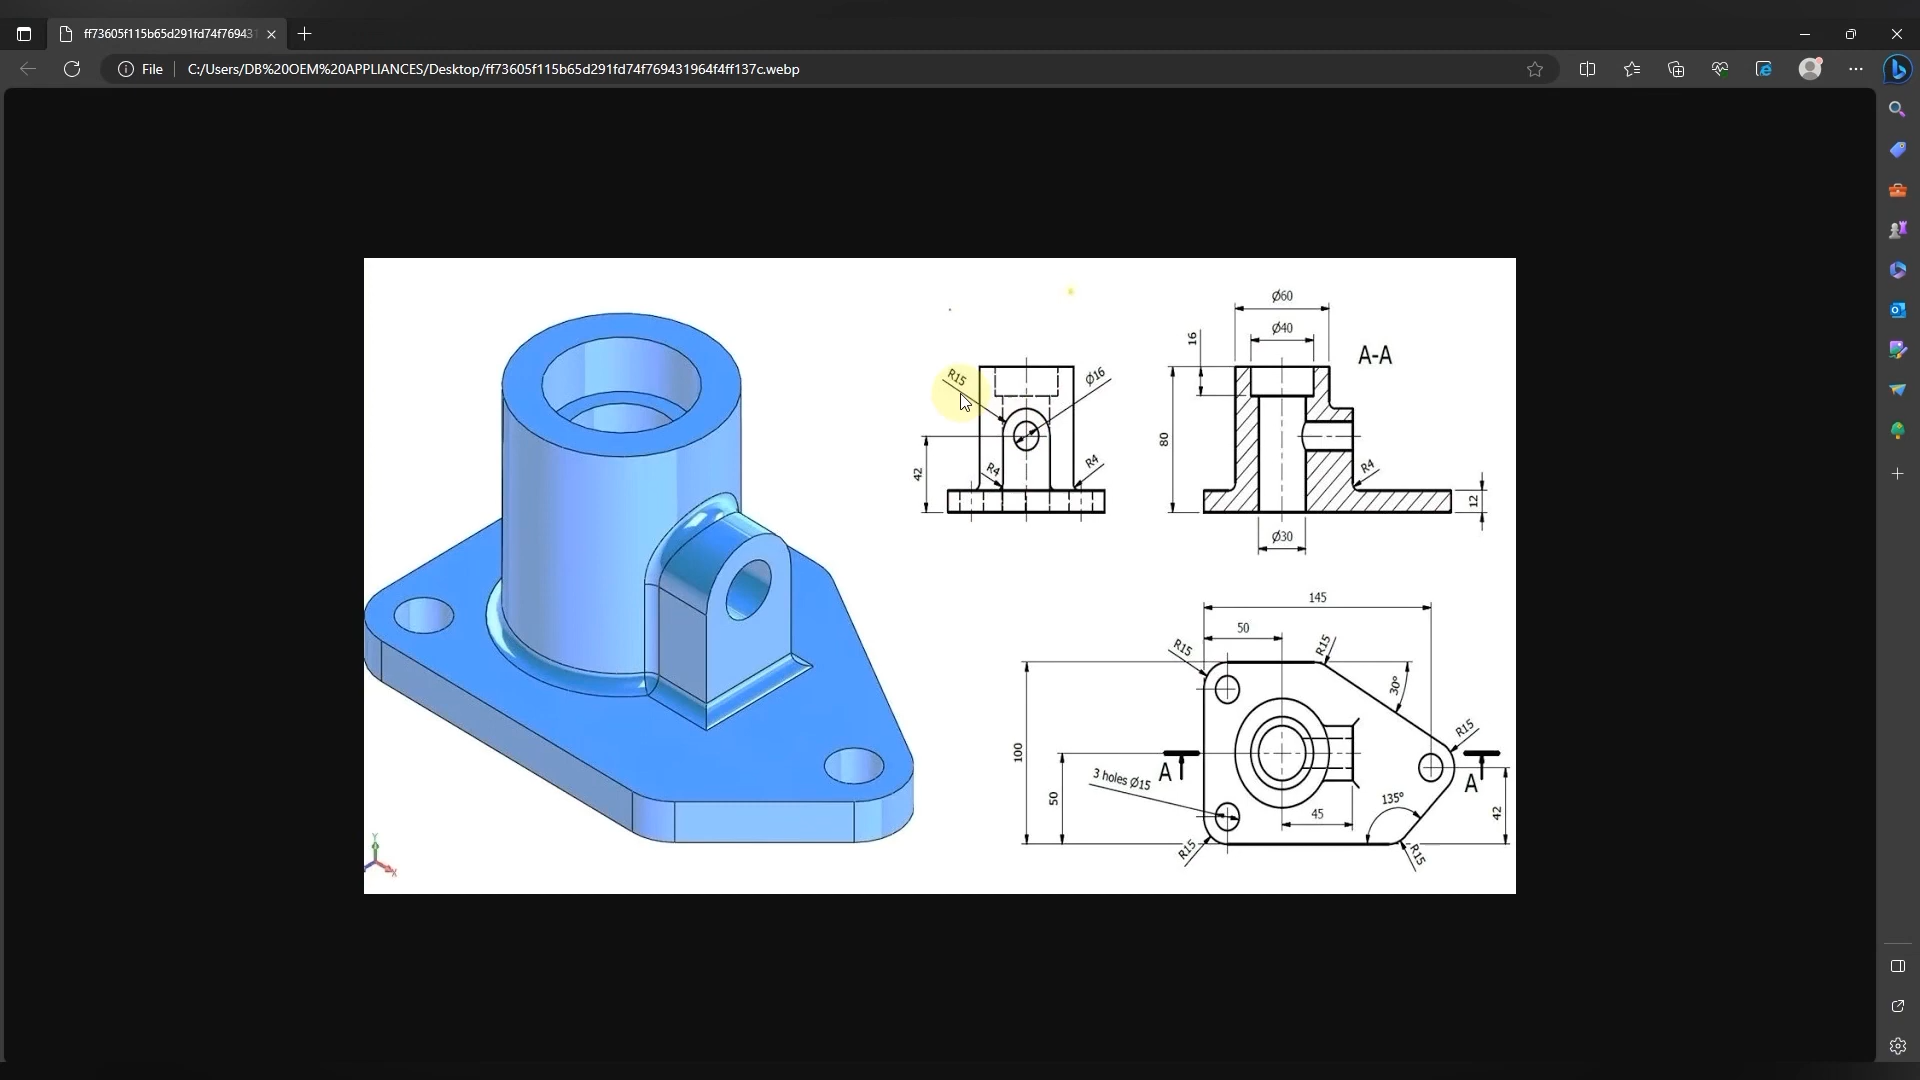 ff73605f115b65d291fd74f76943
File
C:/Users/DB%20OEM%20APPLIANCES/Desktop/ff73605f115b65d291fd74f769431964f4ff137c.webp
Ø60
Ø40
16
A-A
R15
Ø16
80
42
R4
R4
R4
12
Ø30
145
50
R15
R15
30°
R15
100
A
A
3 holes Ø15
50
135°
45
42
R15
R15
Y
X